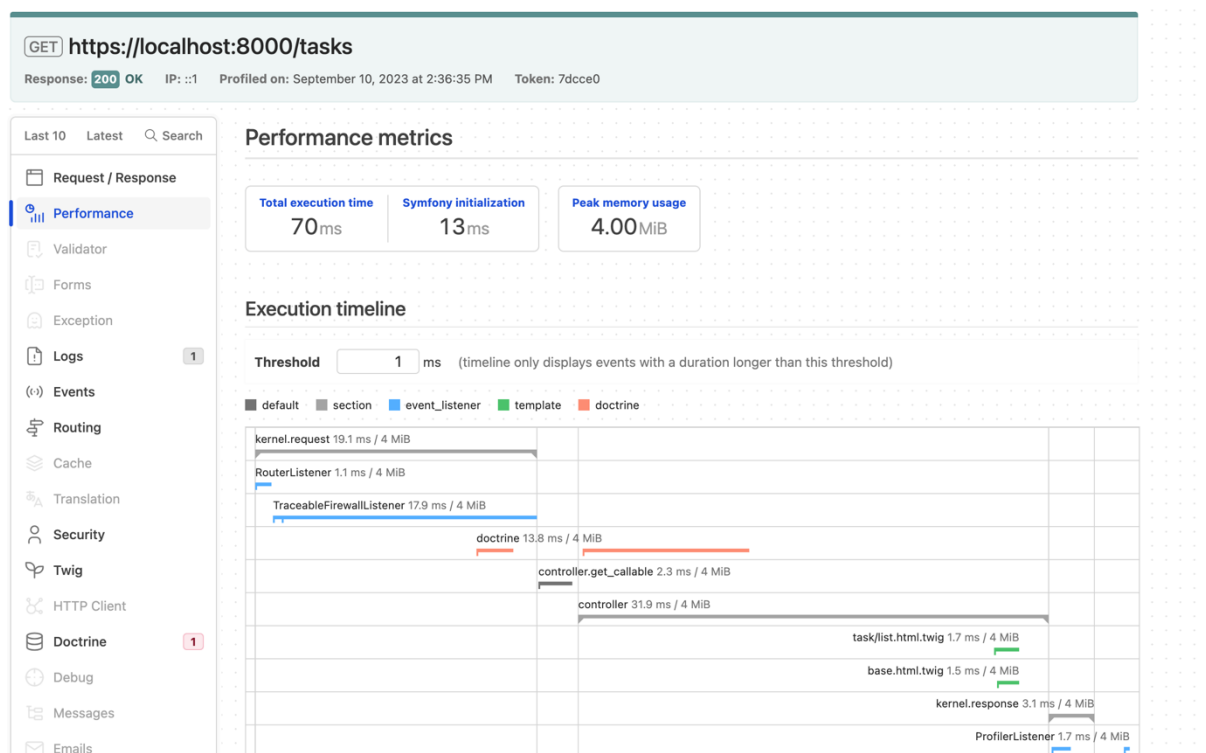 GET https://localhost:8000/tasks
Response: 200 OK IP: ::1 Profiled on: September 10, 2023 at 2:36:35 PM Token: 7dcce0
Last 10 Latest Search
Request / Response
Performance
Validator
Forms
Exception
Logs 1
Events
Routing
Cache
Translation
Security
Twig
HTTP Client
Doctrine 1
Debug
Messages
Emails
Performance metrics
Total execution time Symfony initialization Peak memory usage
70 ms 13 ms 4.00 MiB
Execution timeline
Threshold 1 ms (timeline only displays events with a duration longer than this threshold)
default section event_listener template doctrine
kernel.request 19.1 ms / 4 MiB
RouterListener 1.1 ms / 4 MiB
TraceableFirewallListener 17.9 ms / 4 MiB
doctrine 13.8 ms / 4 MiB
controller.get_callable 2.3 ms / 4 MiB
controller 31.9 ms / 4 MiB
task/list.html.twig 1.7 ms / 4 MiB
base.html.twig 1.5 ms / 4 MiB
kernel.response 3.1 ms / 4 MiB
ProfilerListener 1.7 ms / 4 MiB